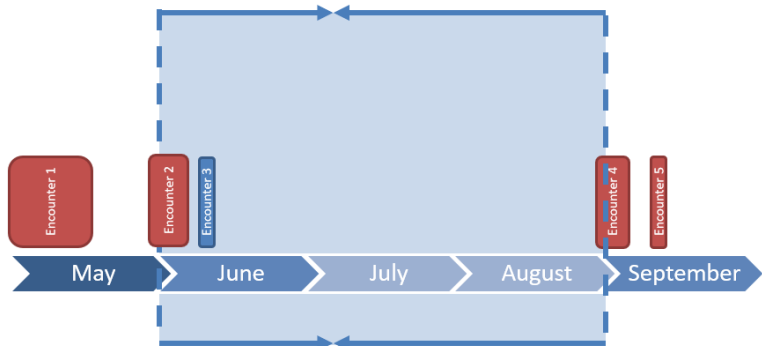 Encounter 1
Encounter 2
Encounter 3
Encounter 4
Encounter 5
May
June
July
August
September